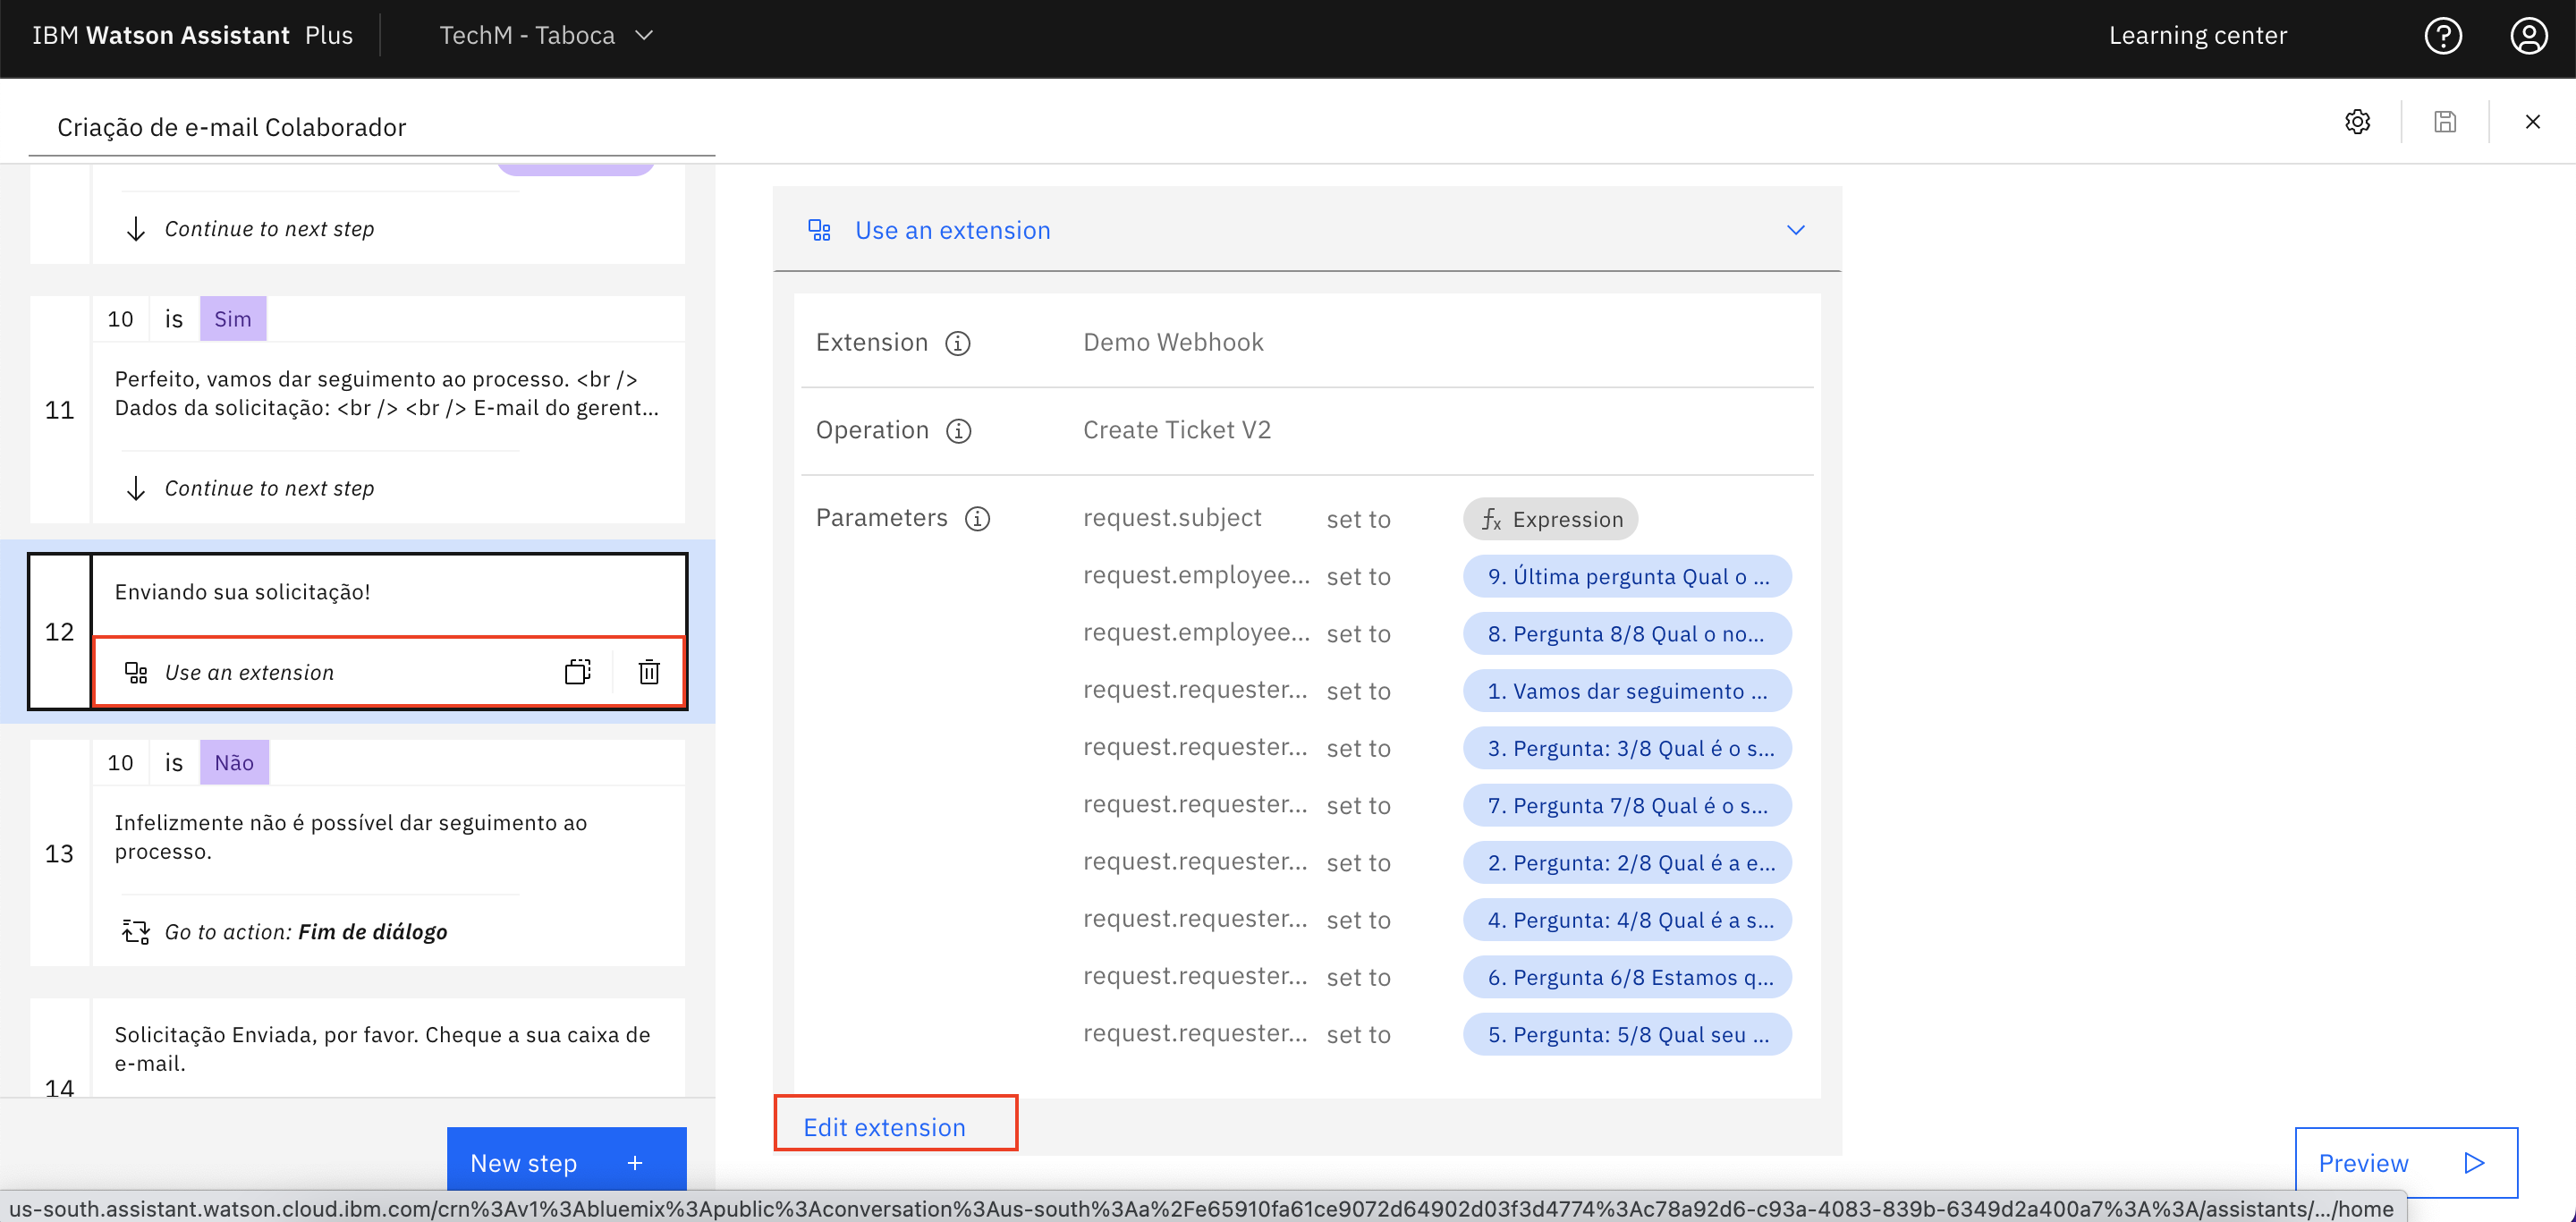 IBM Watson Assistant Plus
TechM - Taboca
Learning center
Criação de e-mail Colaborador
Continue to next step
11
10 is Sim
Perfeito, vamos dar seguimento ao processo. <br />
Dados da solicitação: <br /> <br /> E-mail do gerent...
Continue to next step
12
Enviando sua solicitação!
Use an extension
13
10 is Não
Infelizmente não é possível dar seguimento ao
processo.
Go to action: Fim de diálogo
14
Solicitação Enviada, por favor. Cheque a sua caixa de
e-mail.
New step +
Use an extension
Extension Demo Webhook
Operation Create Ticket V2
Parameters request.subject set to fx Expression
request.employee... set to 9. Última pergunta Qual o ...
request.employee... set to 8. Pergunta 8/8 Qual o no...
request.requester... set to 1. Vamos dar seguimento ...
request.requester... set to 3. Pergunta: 3/8 Qual é o s...
request.requester... set to 7. Pergunta 7/8 Qual é o s...
request.requester... set to 2. Pergunta: 2/8 Qual é a e...
request.requester... set to 4. Pergunta: 4/8 Qual é a s...
request.requester... set to 6. Pergunta 6/8 Estamos q...
request.requester... set to 5. Pergunta: 5/8 Qual seu ...
Edit extension
Preview
us-south.assistant.watson.cloud.ibm.com/crn%3Av1%3Abluemix%3Apublic%3Aconversation%3Aus-south%3Aa%2Fe65910fa61ce9072d64902d03f3d4774%3Ac78a92d6-c93a-4083-839b-6349d2a400a7%3A%3A/assistants/.../home